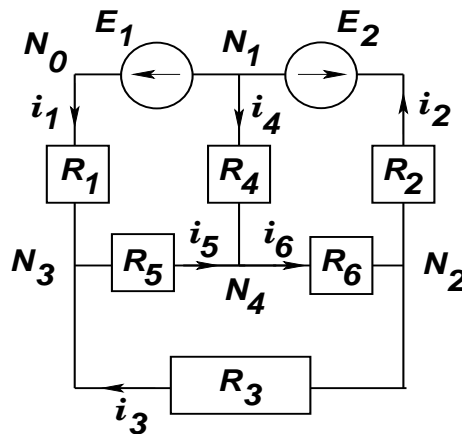 E₁ E₂
N₀ N₁
i₁ i₄ i₂
R₁ R₄ R₂
N₃ R₅ i₅ i₆ R₆ N₂
N₄
R₃
i₃